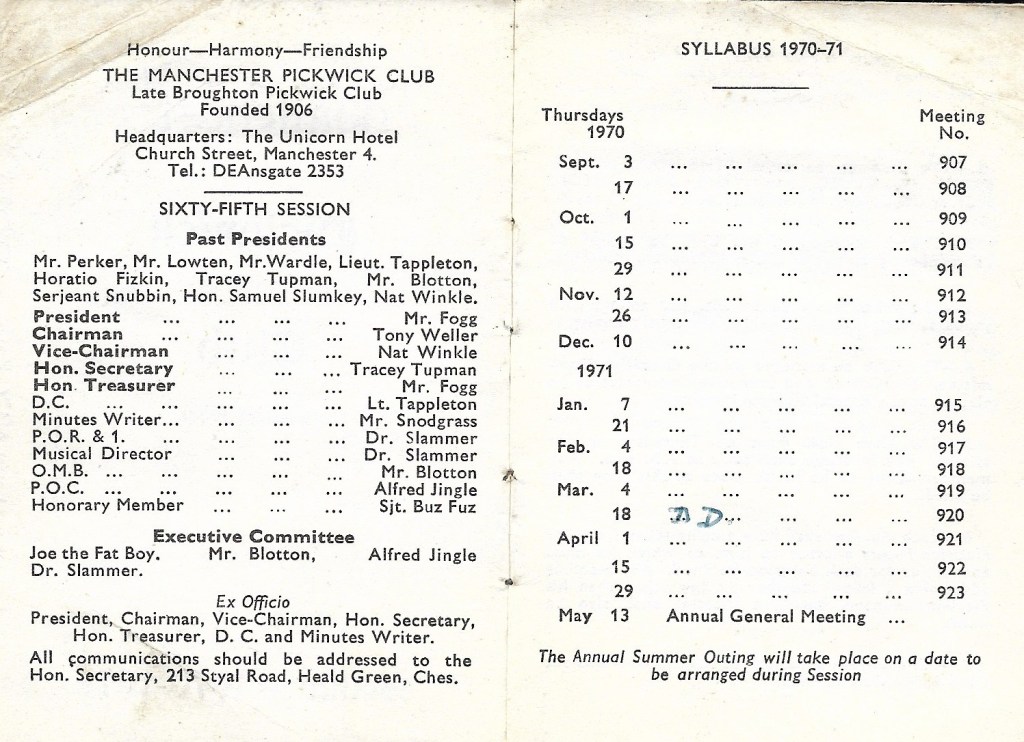 Honour—Harmony—Friendship
THE MANCHESTER PICKWICK CLUB
Late Broughton Pickwick Club
Founded 1906
Headquarters: The Unicorn Hotel
Church Street, Manchester 4.
Tel.: DEAnsgate 2353
SIXTY-FIFTH SESSION
Past Presidents
Mr. Perker, Mr. Lowten, Mr.Wardle, Lieut. Tappleton,
Horatio Fizkin, Tracey Tupman, Mr. Blotton,
Serjeant Snubbin, Hon. Samuel Slumkey, Nat Winkle.
President ... ... ... ... Mr. Fogg
Chairman ... ... ... ... Tony Weller
Vice-Chairman ... ... ... Nat Winkle
Hon. Secretary ... ... ... Tracey Tupman
Hon. Treasurer ... ... ... Mr. Fogg
D.C. ... ... ... ... ... Lt. Tappleton
Minutes Writer... ... ... ... Mr. Snodgrass
P.O.R. & 1. ... ... ... ... Dr. Slammer
Musical Director ... ... ... Dr. Slammer
O.M.B. ... ... ... ... ... Mr. Blotton
P.O.C. ... ... ... ... ... Alfred Jingle
Honorary Member ... ... ... Sjt. Buz Fuz
Executive Committee
Joe the Fat Boy. Mr. Blotton, Alfred Jingle
Dr. Slammer.
Ex Officio
President, Chairman, Vice-Chairman, Hon. Secretary,
Hon. Treasurer, D. C. and Minutes Writer.
All communications should be addressed to the
Hon. Secretary, 213 Styal Road, Heald Green, Ches.
SYLLABUS 1970-71
Thursdays Meeting
1970 No.
Sept. 3 ... ... ... ... ... 907
17 ... ... ... ... ... 908
Oct. 1 ... ... ... ... ... 909
15 ... ... ... ... ... 910
29 ... ... ... ... ... 911
Nov. 12 ... ... ... ... ... 912
26 ... ... ... ... ... 913
Dec. 10 ... ... ... ... ... 914
1971
Jan. 7 ... ... ... ... ... 915
21 ... ... ... ... ... 916
Feb. 4 ... ... ... ... ... 917
18 ... ... ... ... ... 918
Mar. 4 ... ... ... ... ... 919
18 D... ... ... ... 920
April 1 ... ... ... ... ... 921
15 ... ... ... ... ... 922
29 ... ... ... ... ... 923
May 13 Annual General Meeting ...
The Annual Summer Outing will take place on a date to
be arranged during Session